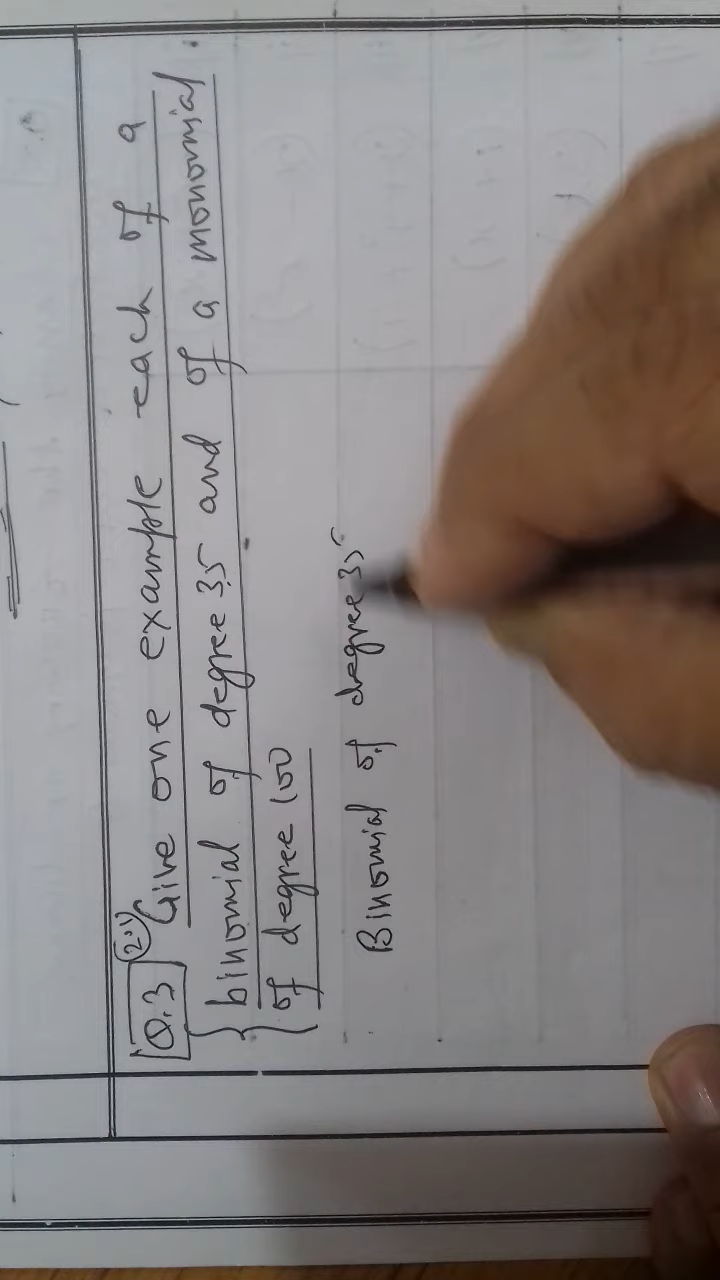 Q.3 (2.1) Give one example each of a
binomial of degree 35 and of a monomial
of degree 100
Binomial of degree 35